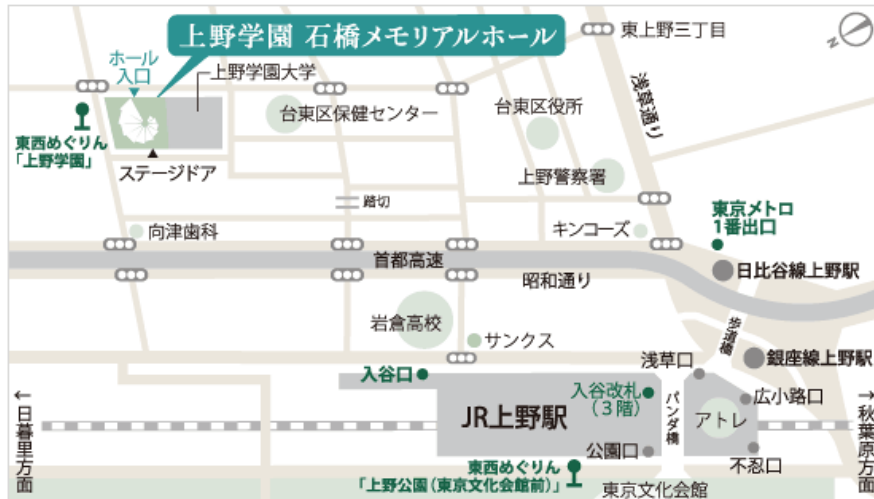 上野学園 石橋メモリアルホール
東上野三丁目
N
ホール
入口
上野学園大学
浅草通り
台東区保健センター
台東区役所
東西めぐりん
「上野学園」
ステージドア
上野警察署
踏切
東京メトロ
1番出口
向津歯科
キンコーズ
首都高速
日比谷線上野駅
昭和通り
岩倉高校
サンクス
歩道橋
浅草口
銀座線上野駅
入谷口
入谷改札
（3階）
パンダ橋
広小路口
←日暮里方面
JR上野駅
アトレ
→秋葉原方面
公園口
不忍口
東西めぐりん
「上野公園（東京文化会館前）」
東京文化会館